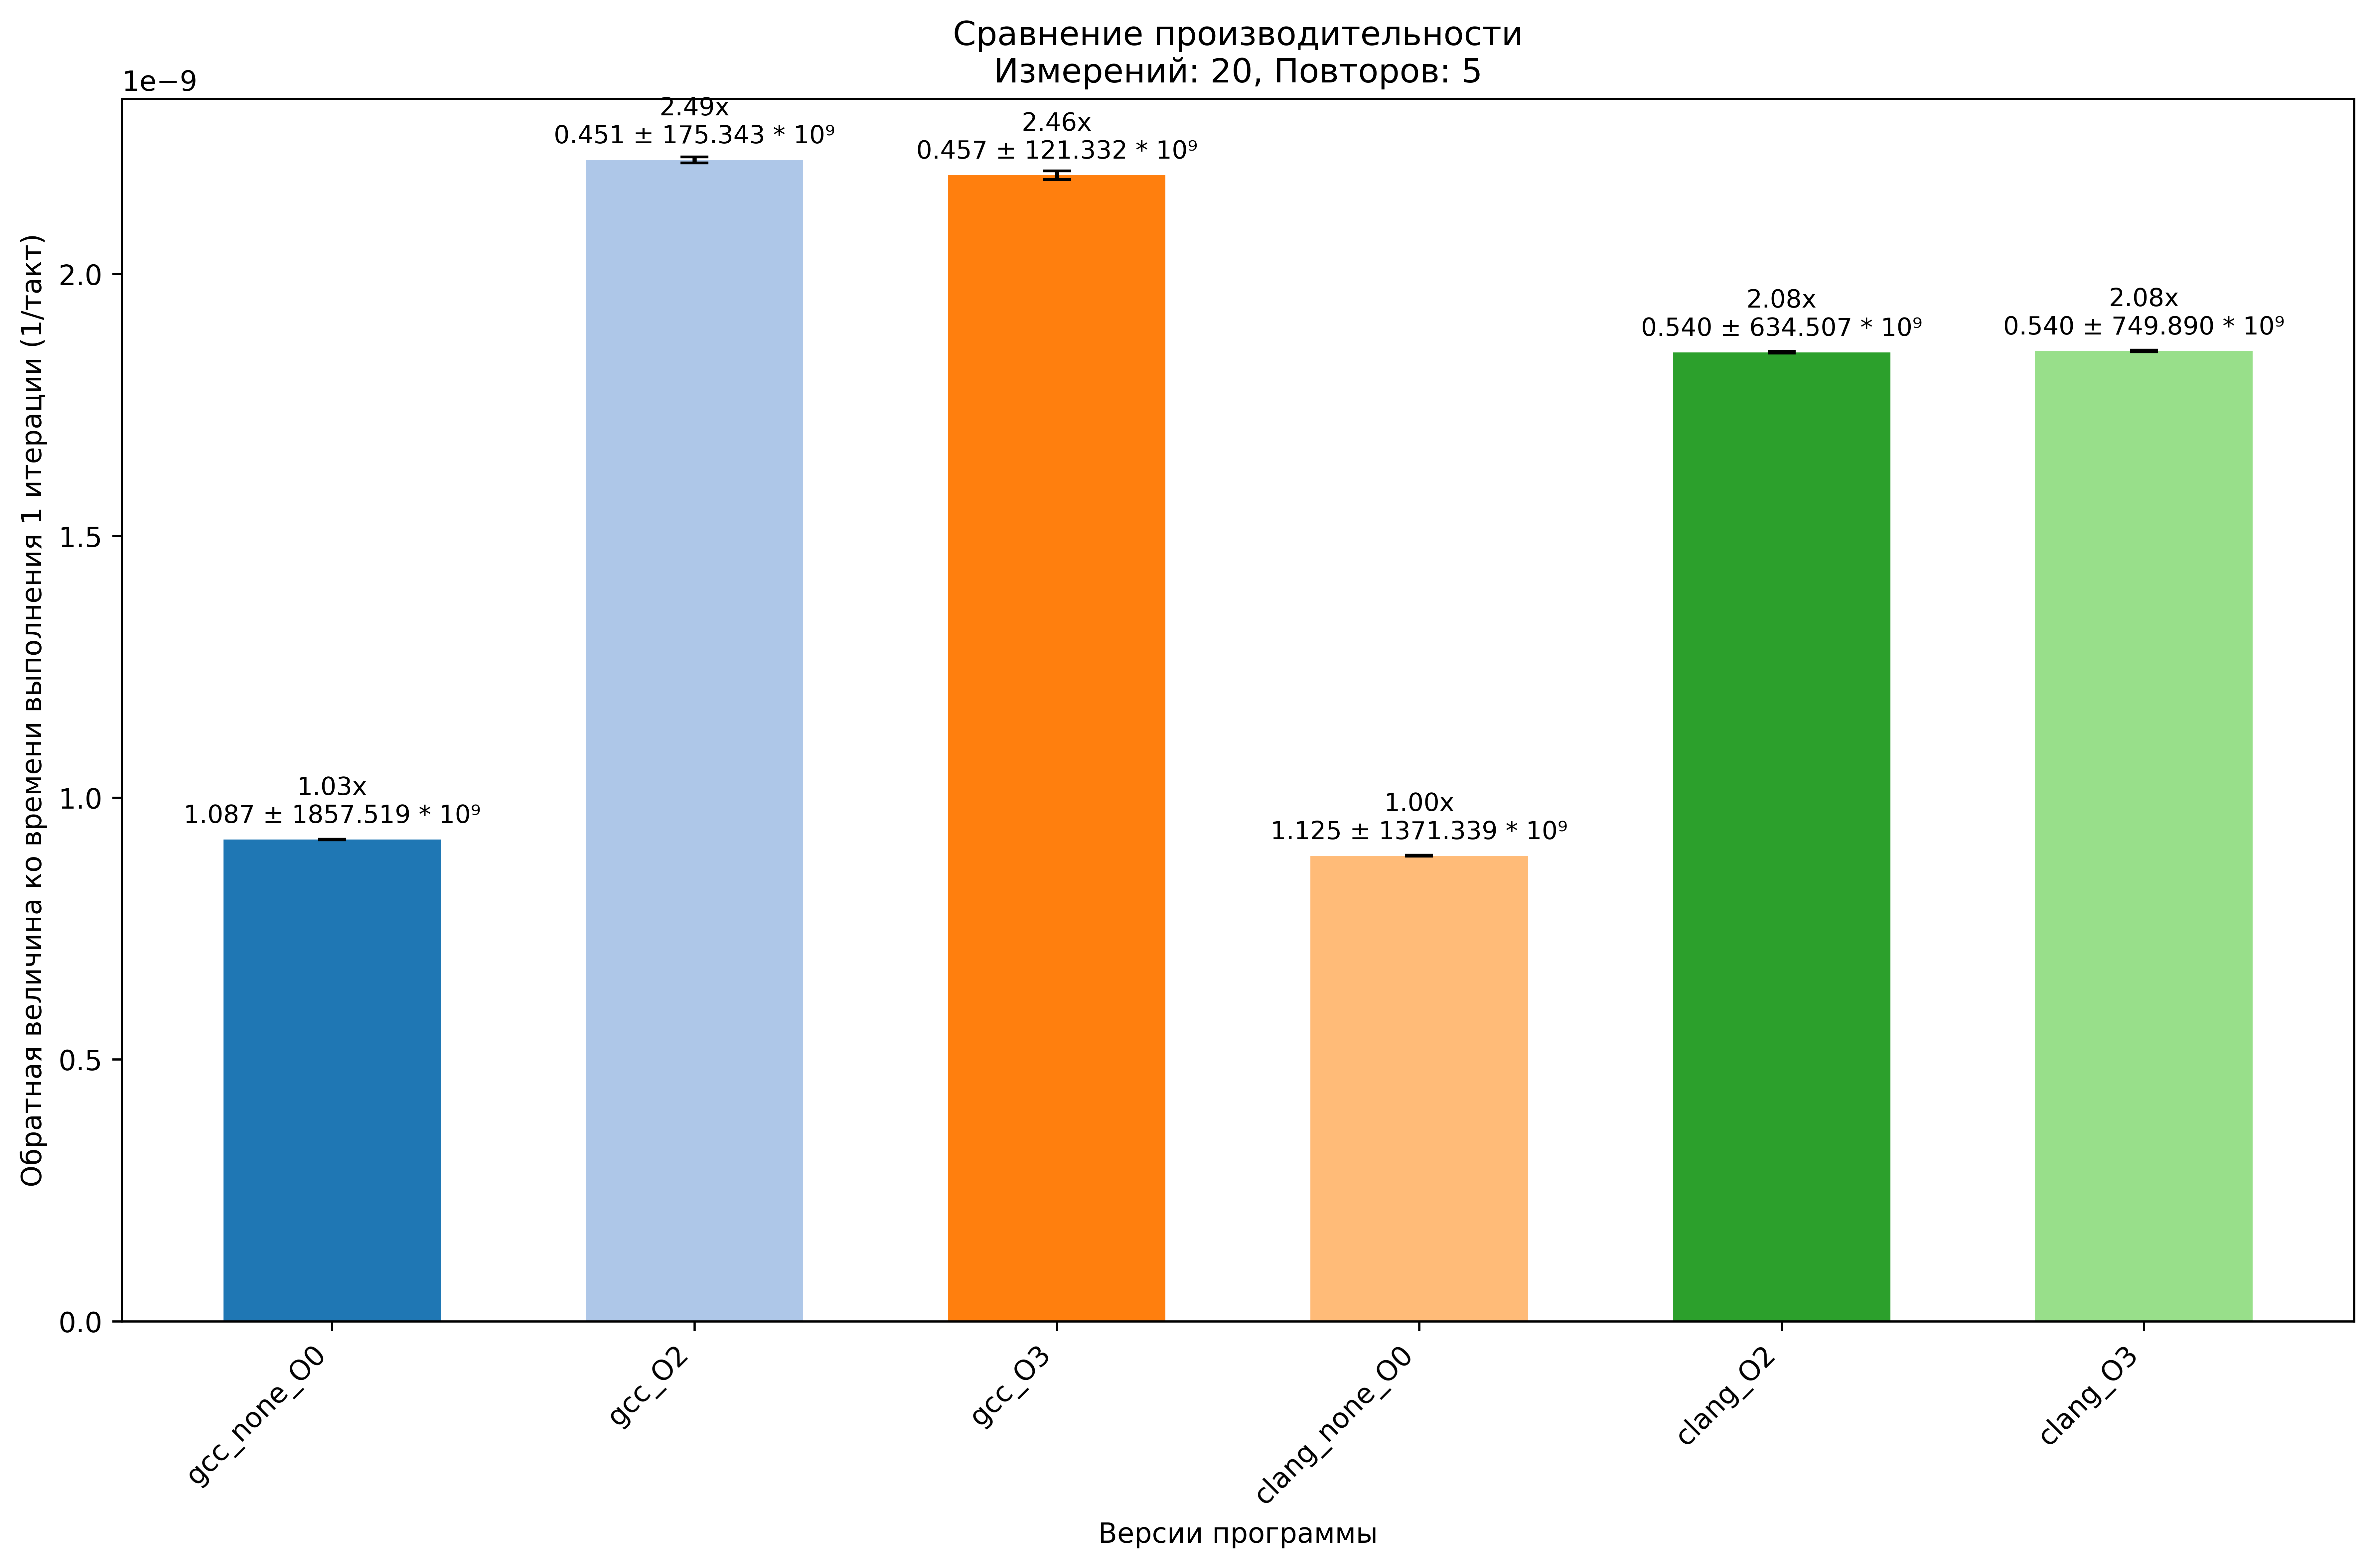 Сравнение производительности
Измерений: 20, Повторов: 5
1e−9
Обратная величина ко времени выполнения 1 итерации (1/такт)
2.0
1.5
1.0
0.5
0.0
1.03x
1.087 ± 1857.519 * 10⁹
2.49x
0.451 ± 175.343 * 10⁹
2.46x
0.457 ± 121.332 * 10⁹
1.00x
1.125 ± 1371.339 * 10⁹
2.08x
0.540 ± 634.507 * 10⁹
2.08x
0.540 ± 749.890 * 10⁹
gcc_none_O0
gcc_O2
gcc_O3
clang_none_O0
clang_O2
clang_O3
Версии программы